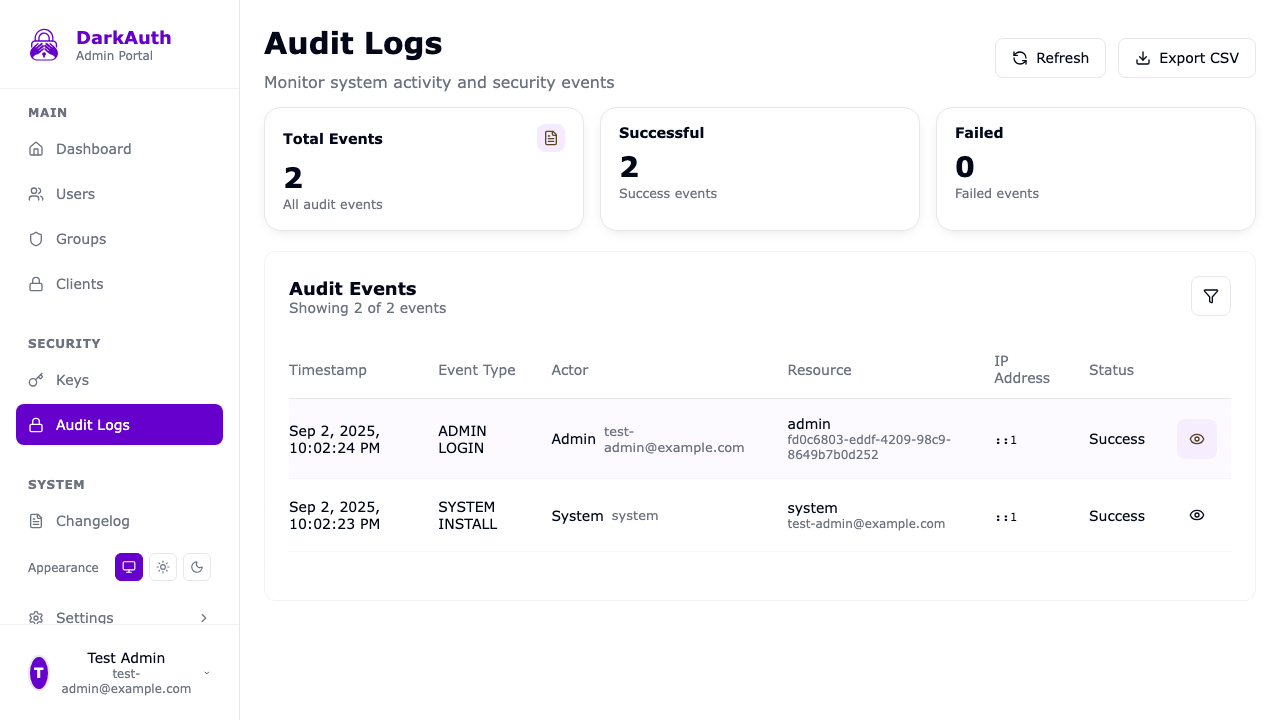 DarkAuth
Admin Portal
MAIN
Dashboard
Users
Groups
Clients
SECURITY
Keys
Audit Logs
SYSTEM
Changelog
Appearance
Settings
T
Test Admin
test-
admin@example.com
Audit Logs
Monitor system activity and security events
Refresh
Export CSV
Total Events
2
All audit events
Successful
2
Success events
Failed
0
Failed events
Audit Events
Showing 2 of 2 events
Timestamp Event Type Actor Resource IP Address Status
Sep 2, 2025,
10:02:24 PM
ADMIN
LOGIN
Admin test-
admin@example.com
admin
fd0c6803-eddf-4209-98c9-
8649b7b0d252
::1
Success
Sep 2, 2025,
10:02:23 PM
SYSTEM
INSTALL
System system
system
test-admin@example.com
::1
Success